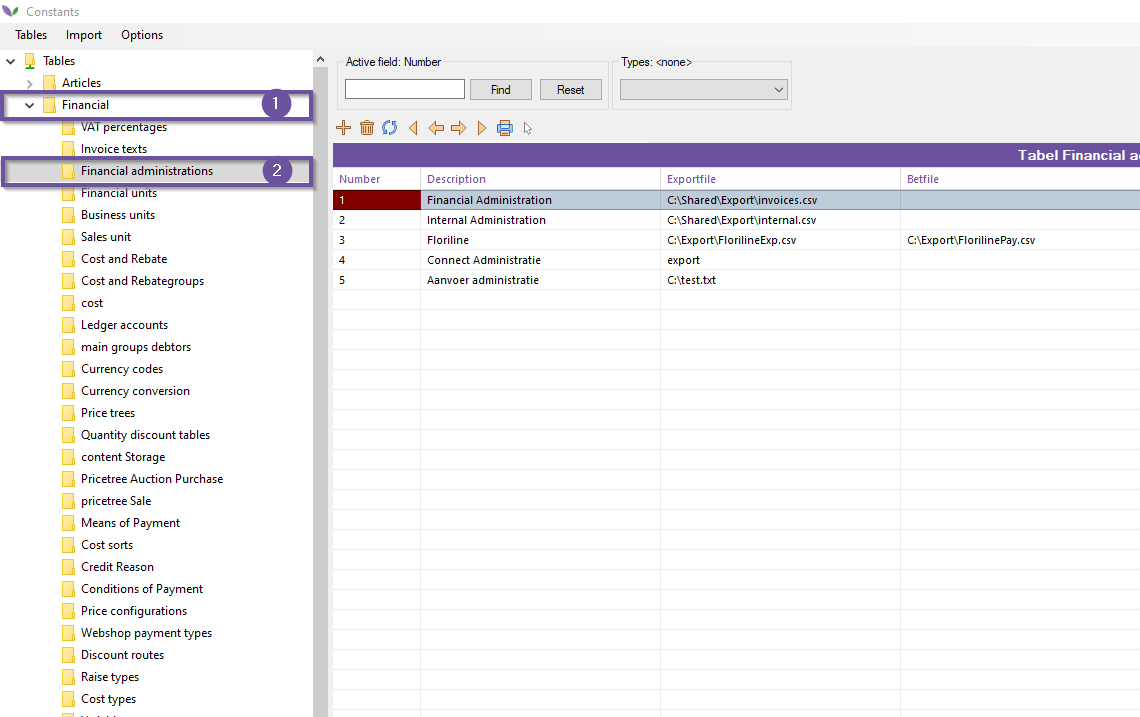 Constants
Tables Import Options
Tables
Articles
Financial 1
VAT percentages
Invoice texts
Financial administrations 2
Financial units
Business units
Sales unit
Cost and Rebate
Cost and Rebategroups
cost
Ledger accounts
main groups debtors
Currency codes
Currency conversion
Price trees
Quantity discount tables
content Storage
Pricetree Auction Purchase
pricetree Sale
Means of Payment
Cost sorts
Credit Reason
Conditions of Payment
Price configurations
Webshop payment types
Discount routes
Raise types
Cost types
Active field: Number
Find Reset
Types: <none>
Tabel Financial a
Number Description Exportfile Betfile
1 Financial Administration C:\Shared\Export\invoices.csv
2 Internal Administration C:\Shared\Export\internal.csv
3 Floriline C:\Export\FlorilineExp.csv C:\Export\FlorilinePay.csv
4 Connect Administratie export
5 Aanvoer administratie C:\test.txt